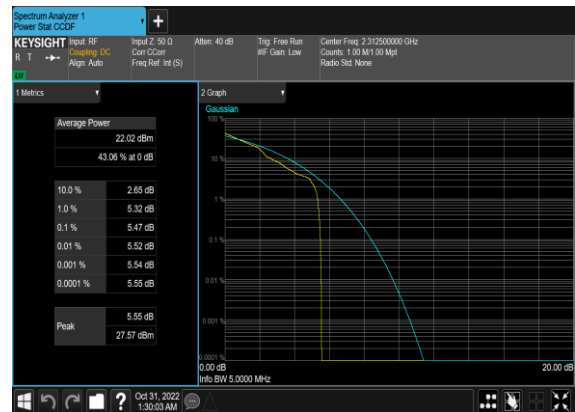 Spectrum Analyzer 1
Power Stat CCDF
+
KEYSIGHT
R T
LXI
Input: RF
Coupling: DC
Align: Auto
Input Z: 50 Ω
Corr CCorr
Freq Ref: Int (S)
Atten: 40 dB
Trig: Free Run
#IF Gain: Low
Center Freq: 2.312500000 GHz
Counts: 1.00 M/1.00 Mpt
Radio Std: None
1 Metrics
Average Power
22.02 dBm
43.06 % at 0 dB
10.0 % 2.65 dB
1.0 % 5.32 dB
0.1 % 5.47 dB
0.01 % 5.52 dB
0.001 % 5.54 dB
0.0001 % 5.55 dB
Peak
5.55 dB
27.57 dBm
2 Graph
Gaussian
100 %
10 %
1 %
0.1 %
0.01 %
0.001 %
0.0001 %
0.00 dB
20.00 dB
Info BW 5.0000 MHz
?
Oct 31, 2022
1:30:03 AM